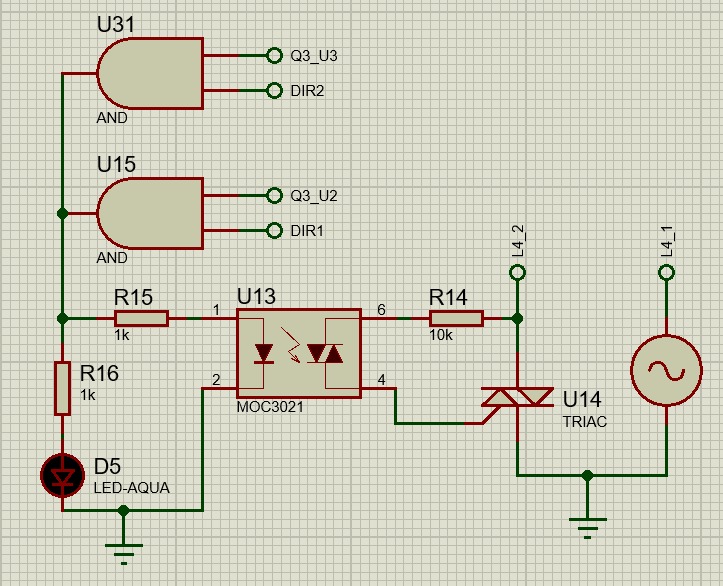 U31
Q3_U3
DIR2
AND
U15
Q3_U2
DIR1
AND
L4_2
L4_1
R15
1k
1
U13
6
R14
10k
2
4
MOC3021
R16
1k
U14
TRIAC
D5
LED-AQUA